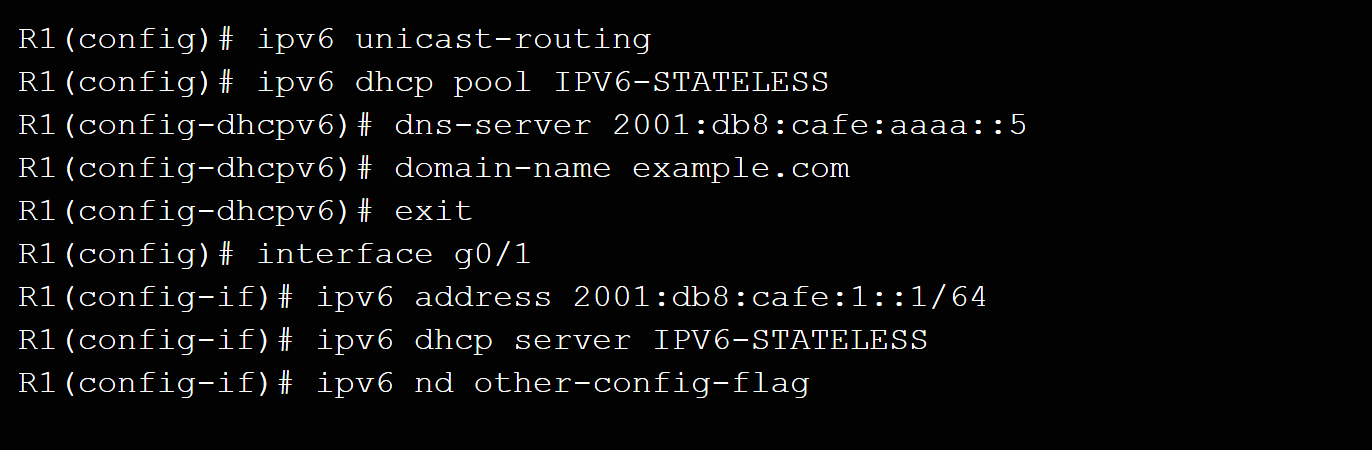 R1(config)# ipv6 unicast-routing
R1(config)# ipv6 dhcp pool IPV6-STATELESS
R1(config-dhcpv6)# dns-server 2001:db8:cafe:aaaa::5
R1(config-dhcpv6)# domain-name example.com
R1(config-dhcpv6)# exit
R1(config)# interface g0/1
R1(config-if)# ipv6 address 2001:db8:cafe:1::1/64
R1(config-if)# ipv6 dhcp server IPV6-STATELESS
R1(config-if)# ipv6 nd other-config-flag